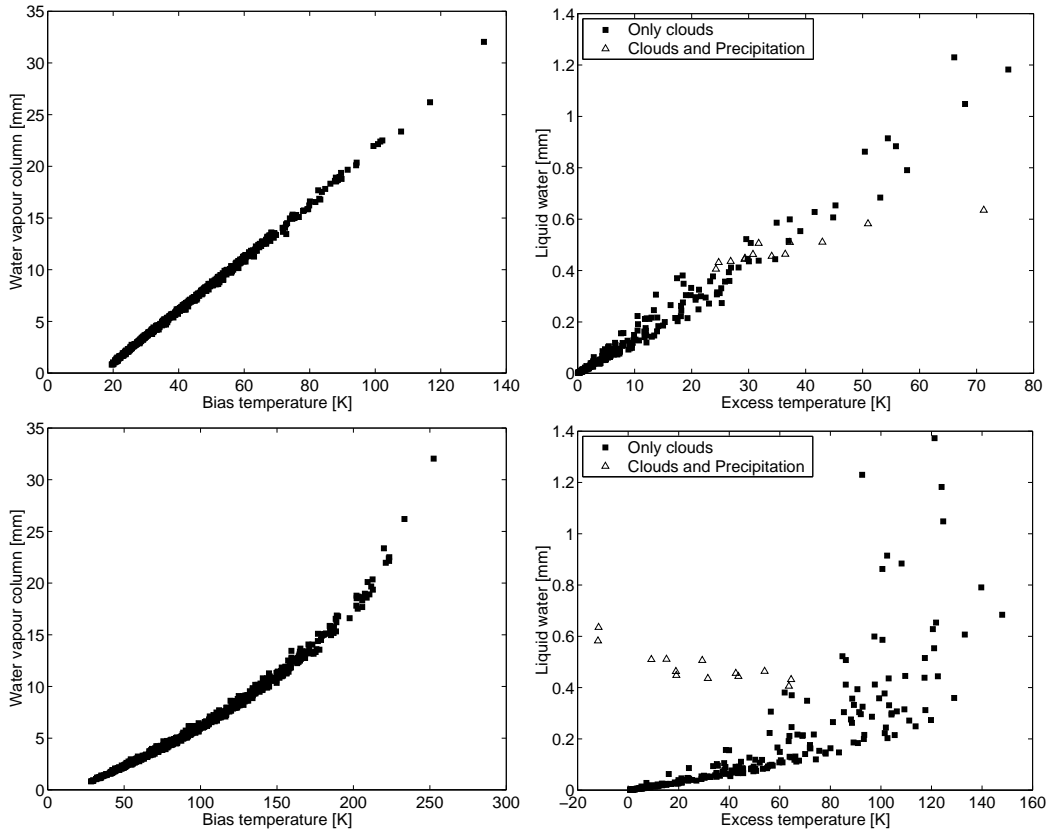 35
30
25
20
15
10
5
0
Water vapour column [mm]
0 20 40 60 80 100 120 140
Bias temperature [K]
1.4
1.2
1
0.8
0.6
0.4
0.2
0
Liquid water [mm]
Only clouds
Clouds and Precipitation
0 10 20 30 40 50 60 70 80
Excess temperature [K]
35
30
25
20
15
10
5
0
Water vapour column [mm]
0 50 100 150 200 250 300
Bias temperature [K]
1.4
1.2
1
0.8
0.6
0.4
0.2
0
Liquid water [mm]
Only clouds
Clouds and Precipitation
−20 0 20 40 60 80 100 120 140 160
Excess temperature [K]